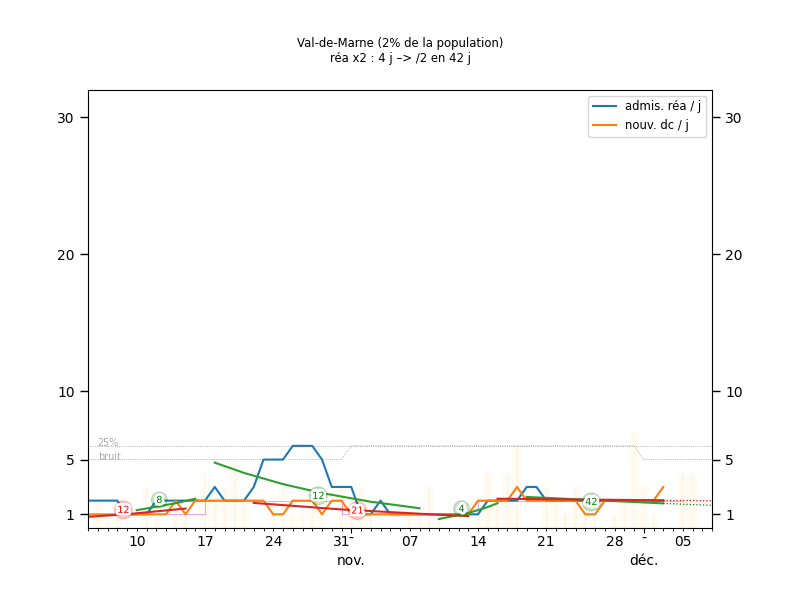 Val-de-Marne (2% de la population)
réa x2 : 4 j –> /2 en 42 j
admis. réa / j
nouv. dc / j
30 30
20 20
10 10
25%
bruit
5 5
12 8 12 21 4 42
1 1
10 17 24 31- 07 14 21 28 - 05
nov. déc.